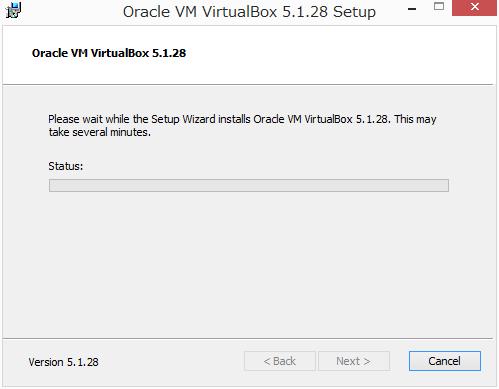 Oracle VM VirtualBox 5.1.28 Setup
Oracle VM VirtualBox 5.1.28
Please wait while the Setup Wizard installs Oracle VM VirtualBox 5.1.28. This may
take several minutes.
Status:
Version 5.1.28
< Back
Next >
Cancel